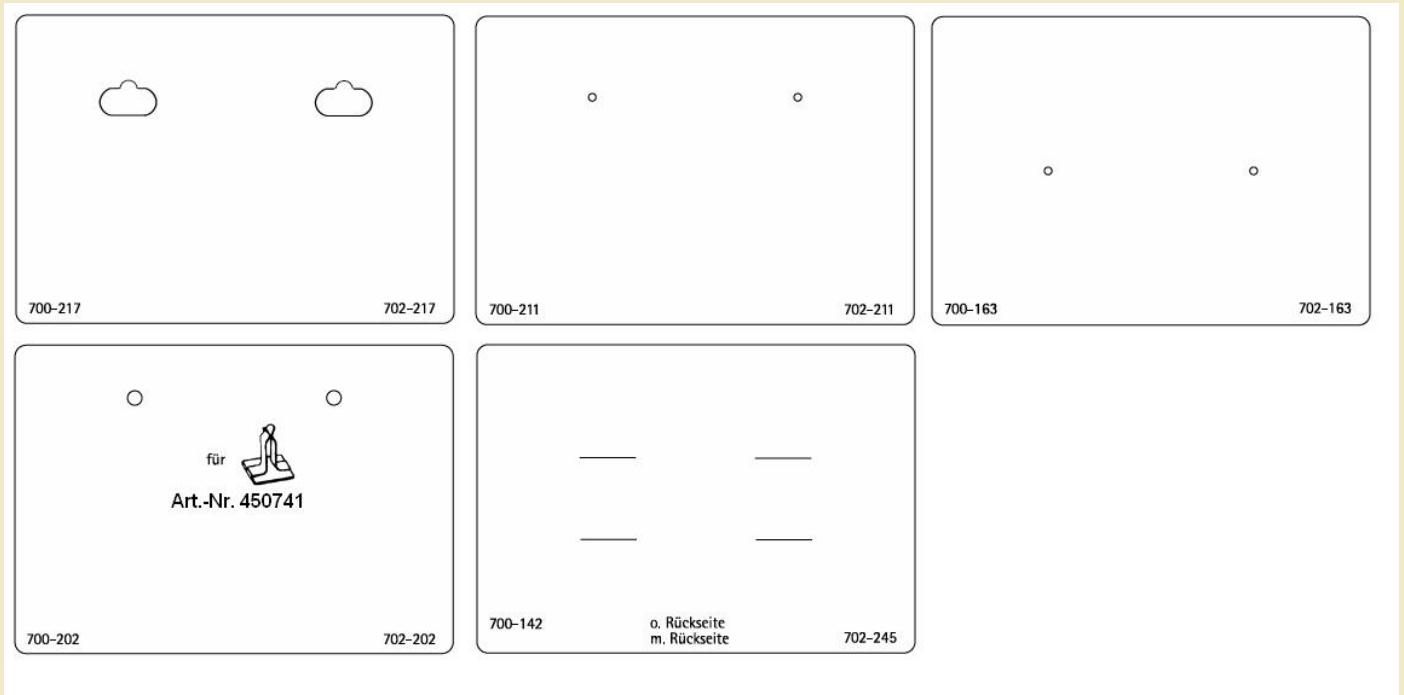 700-217 702-217
700-211 702-211
700-163 702-163
für
Art.-Nr. 450741
700-202 702-202
700-142 o. Rückseite
m. Rückseite 702-245